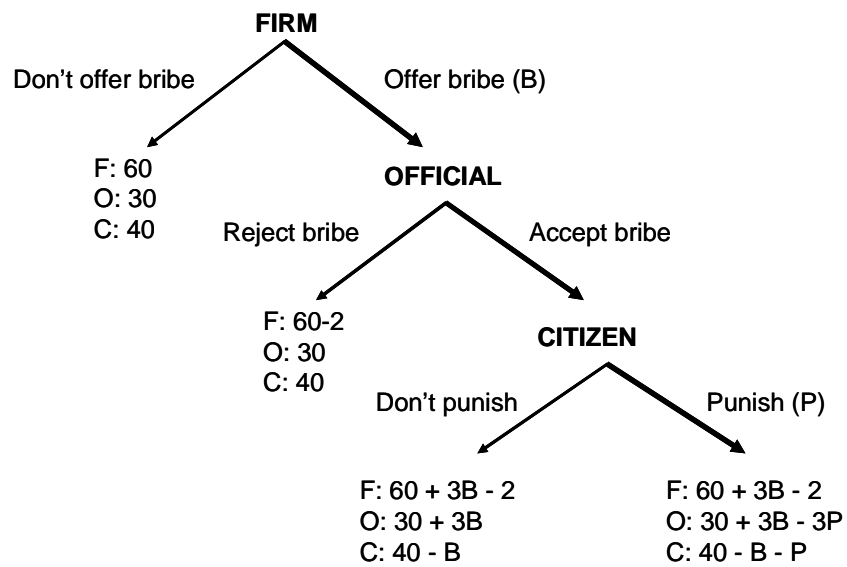 FIRM
Don't offer bribe
Offer bribe (B)
F: 60
O: 30
C: 40
OFFICIAL
Reject bribe
Accept bribe
F: 60-2
O: 30
C: 40
CITIZEN
Don't punish
Punish (P)
F: 60 + 3B - 2
O: 30 + 3B
C: 40 - B
F: 60 + 3B - 2
O: 30 + 3B - 3P
C: 40 - B - P